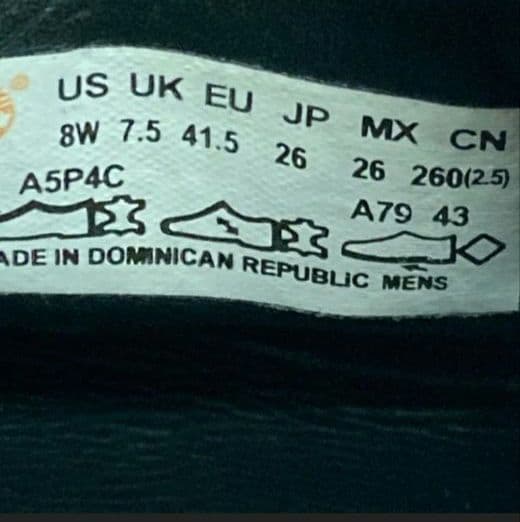 US UK EU JP MX CN
8W 7.5 41.5 26 26 260(2.5)
A5P4C A79 43
ADE IN DOMINICAN REPUBLIC MENS